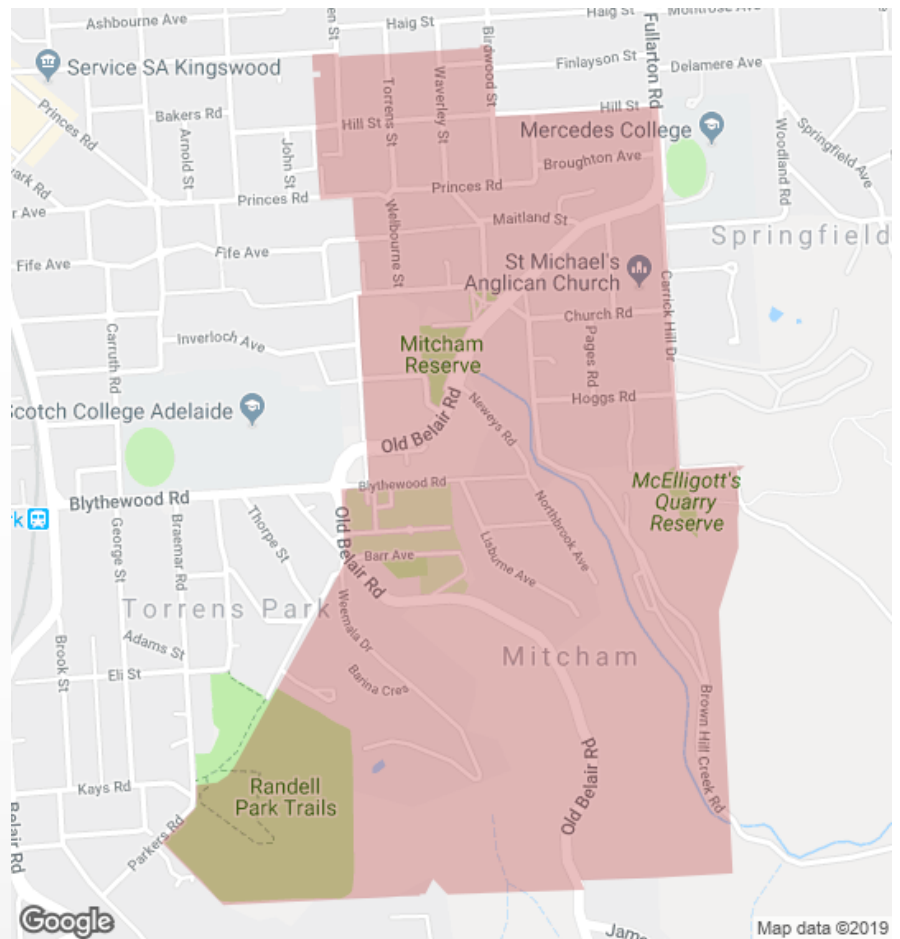 en St
Haig St
Haig St
Montrose Ave
Ashbourne Ave
Birdwood St
Fullarton Rd
Finlayson St
Delamere Ave
Service SA Kingswood
Torrens St
Waverley St
Princes Rd
Bakers Rd
Arnold St
Hill St
Hill St
John St
Mercedes College
Woodland Rd
Springfield Ave
Broughton Ave
Princes Rd
Princes Rd
Welbourne St
Maitland St
Springfield
Fife Ave
Fife Ave
St Michael's
Anglican Church
Carrick Hill Dr
Church Rd
Pages Rd
Carruth Rd
Inverloch Ave
Mitcham
Reserve
Hoggs Rd
Neweys Rd
Scotch College Adelaide
Old Belair Rd
Blythewood Rd
Blythewood Rd
McElligott's
Quarry
Reserve
Northbrook Ave
Thorpe St
Old Belair Rd
George St
Braemar Rd
Barr Ave
Lisburne Ave
Torrens Park
Weemala Dr
Adams St
Mitcham
Brook St
Eli St
Barina Cres
Brown Hill Creek Rd
Old Belair Rd
Kays Rd
Randell
Park Trails
Belair Rd
Parkers Rd
Google
Map data ©2019